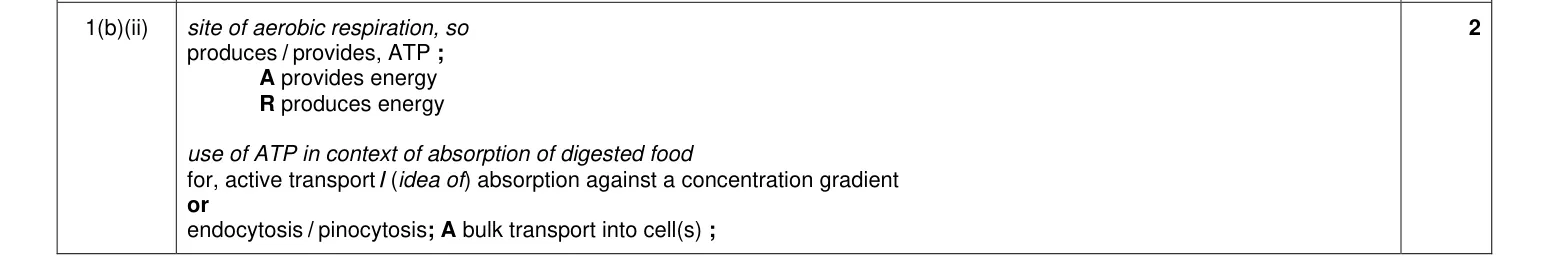 1(b)(ii) site of aerobic respiration, so 2
produces / provides, ATP ;
A provides energy
R produces energy
use of ATP in context of absorption of digested food
for, active transport / (idea of) absorption against a concentration gradient
or
endocytosis / pinocytosis; A bulk transport into cell(s) ;